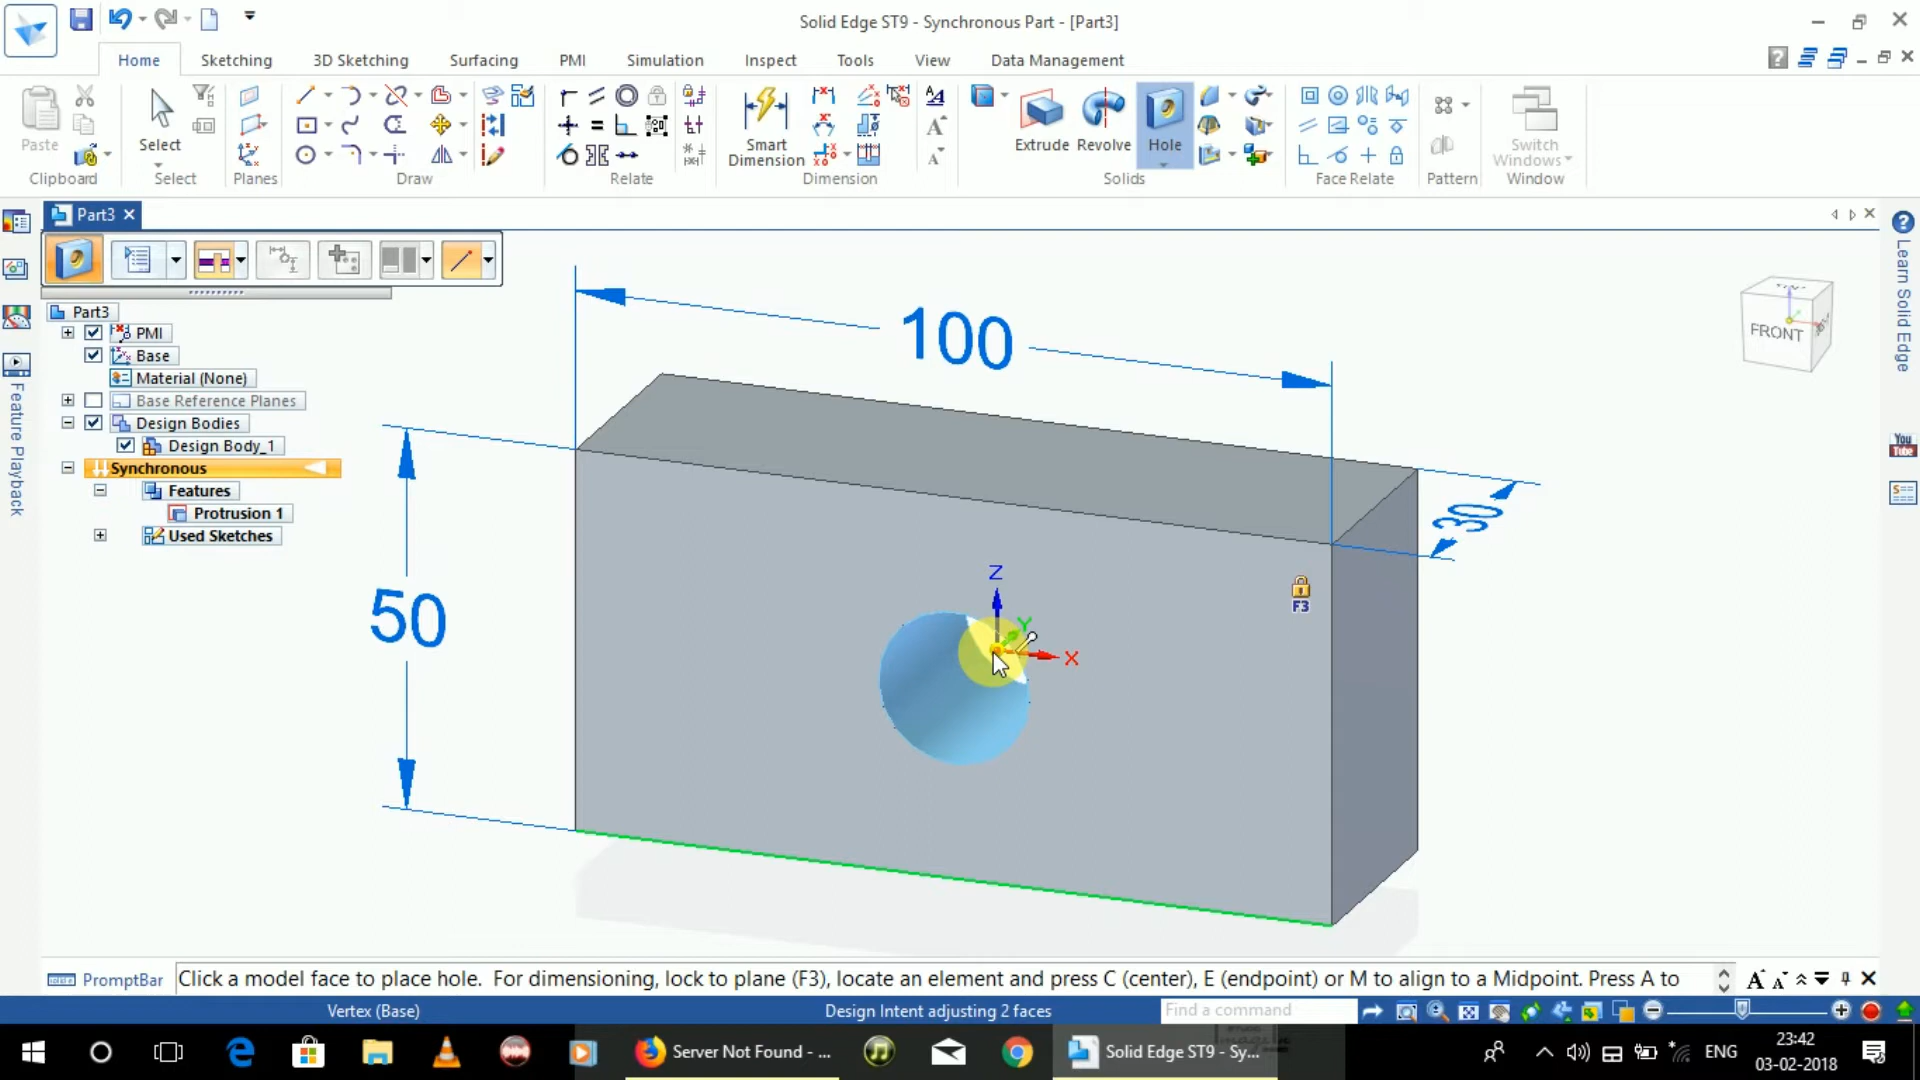 Solid Edge ST9 - Synchronous Part - [Part3]
Home Sketching 3D Sketching Surfacing PMI Simulation Inspect Tools View Data Management
Paste
Select
Smart Dimension
Extrude Revolve Hole
Switch Windows
Clipboard Select Planes Draw Relate Dimension Solids Face Relate Pattern Window
Part3
Learn Solid Edge
Feature Playback
You Tube
Part3
PMI
Base
Material (None)
Base Reference Planes
Design Bodies
Design Body_1
Synchronous
Features
Protrusion 1
Used Sketches
100
50
30
FRONT
Z
Y
X
F3
PromptBar Click a model face to place hole. For dimensioning, lock to plane (F3), locate an element and press C (center), E (endpoint) or M to align to a Midpoint. Press A to
Vertex (Base) Design Intent adjusting 2 faces Find a command
Server Not Found - ... Solid Edge ST9 - Sy... ENG 23:42
03-02-2018